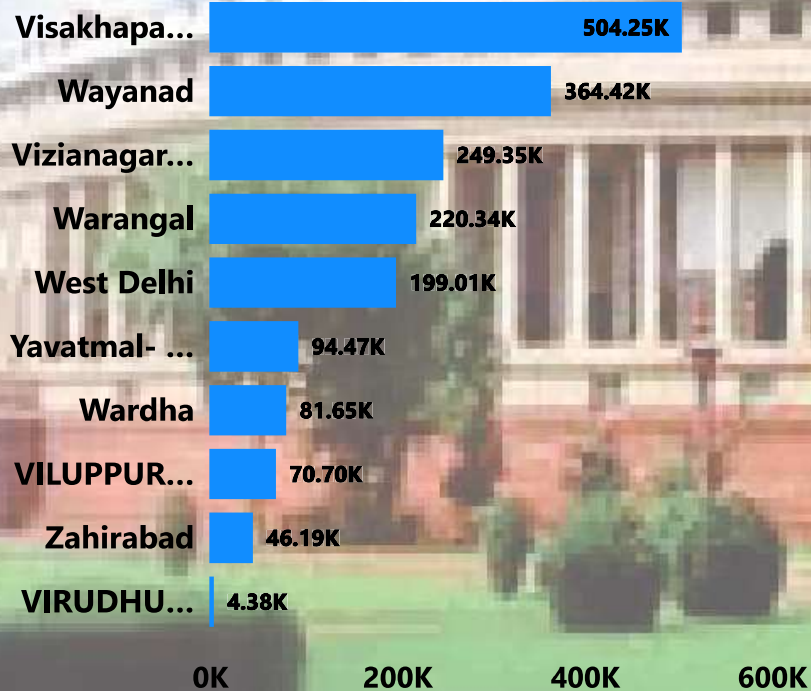 Visakhapa... 504.25K
Wayanad 364.42K
Vizianagar... 249.35K
Warangal 220.34K
West Delhi 199.01K
Yavatmal- ... 94.47K
Wardha 81.65K
VILUPPUR... 70.70K
Zahirabad 46.19K
VIRUDHU... 4.38K
0K 200K 400K 600K